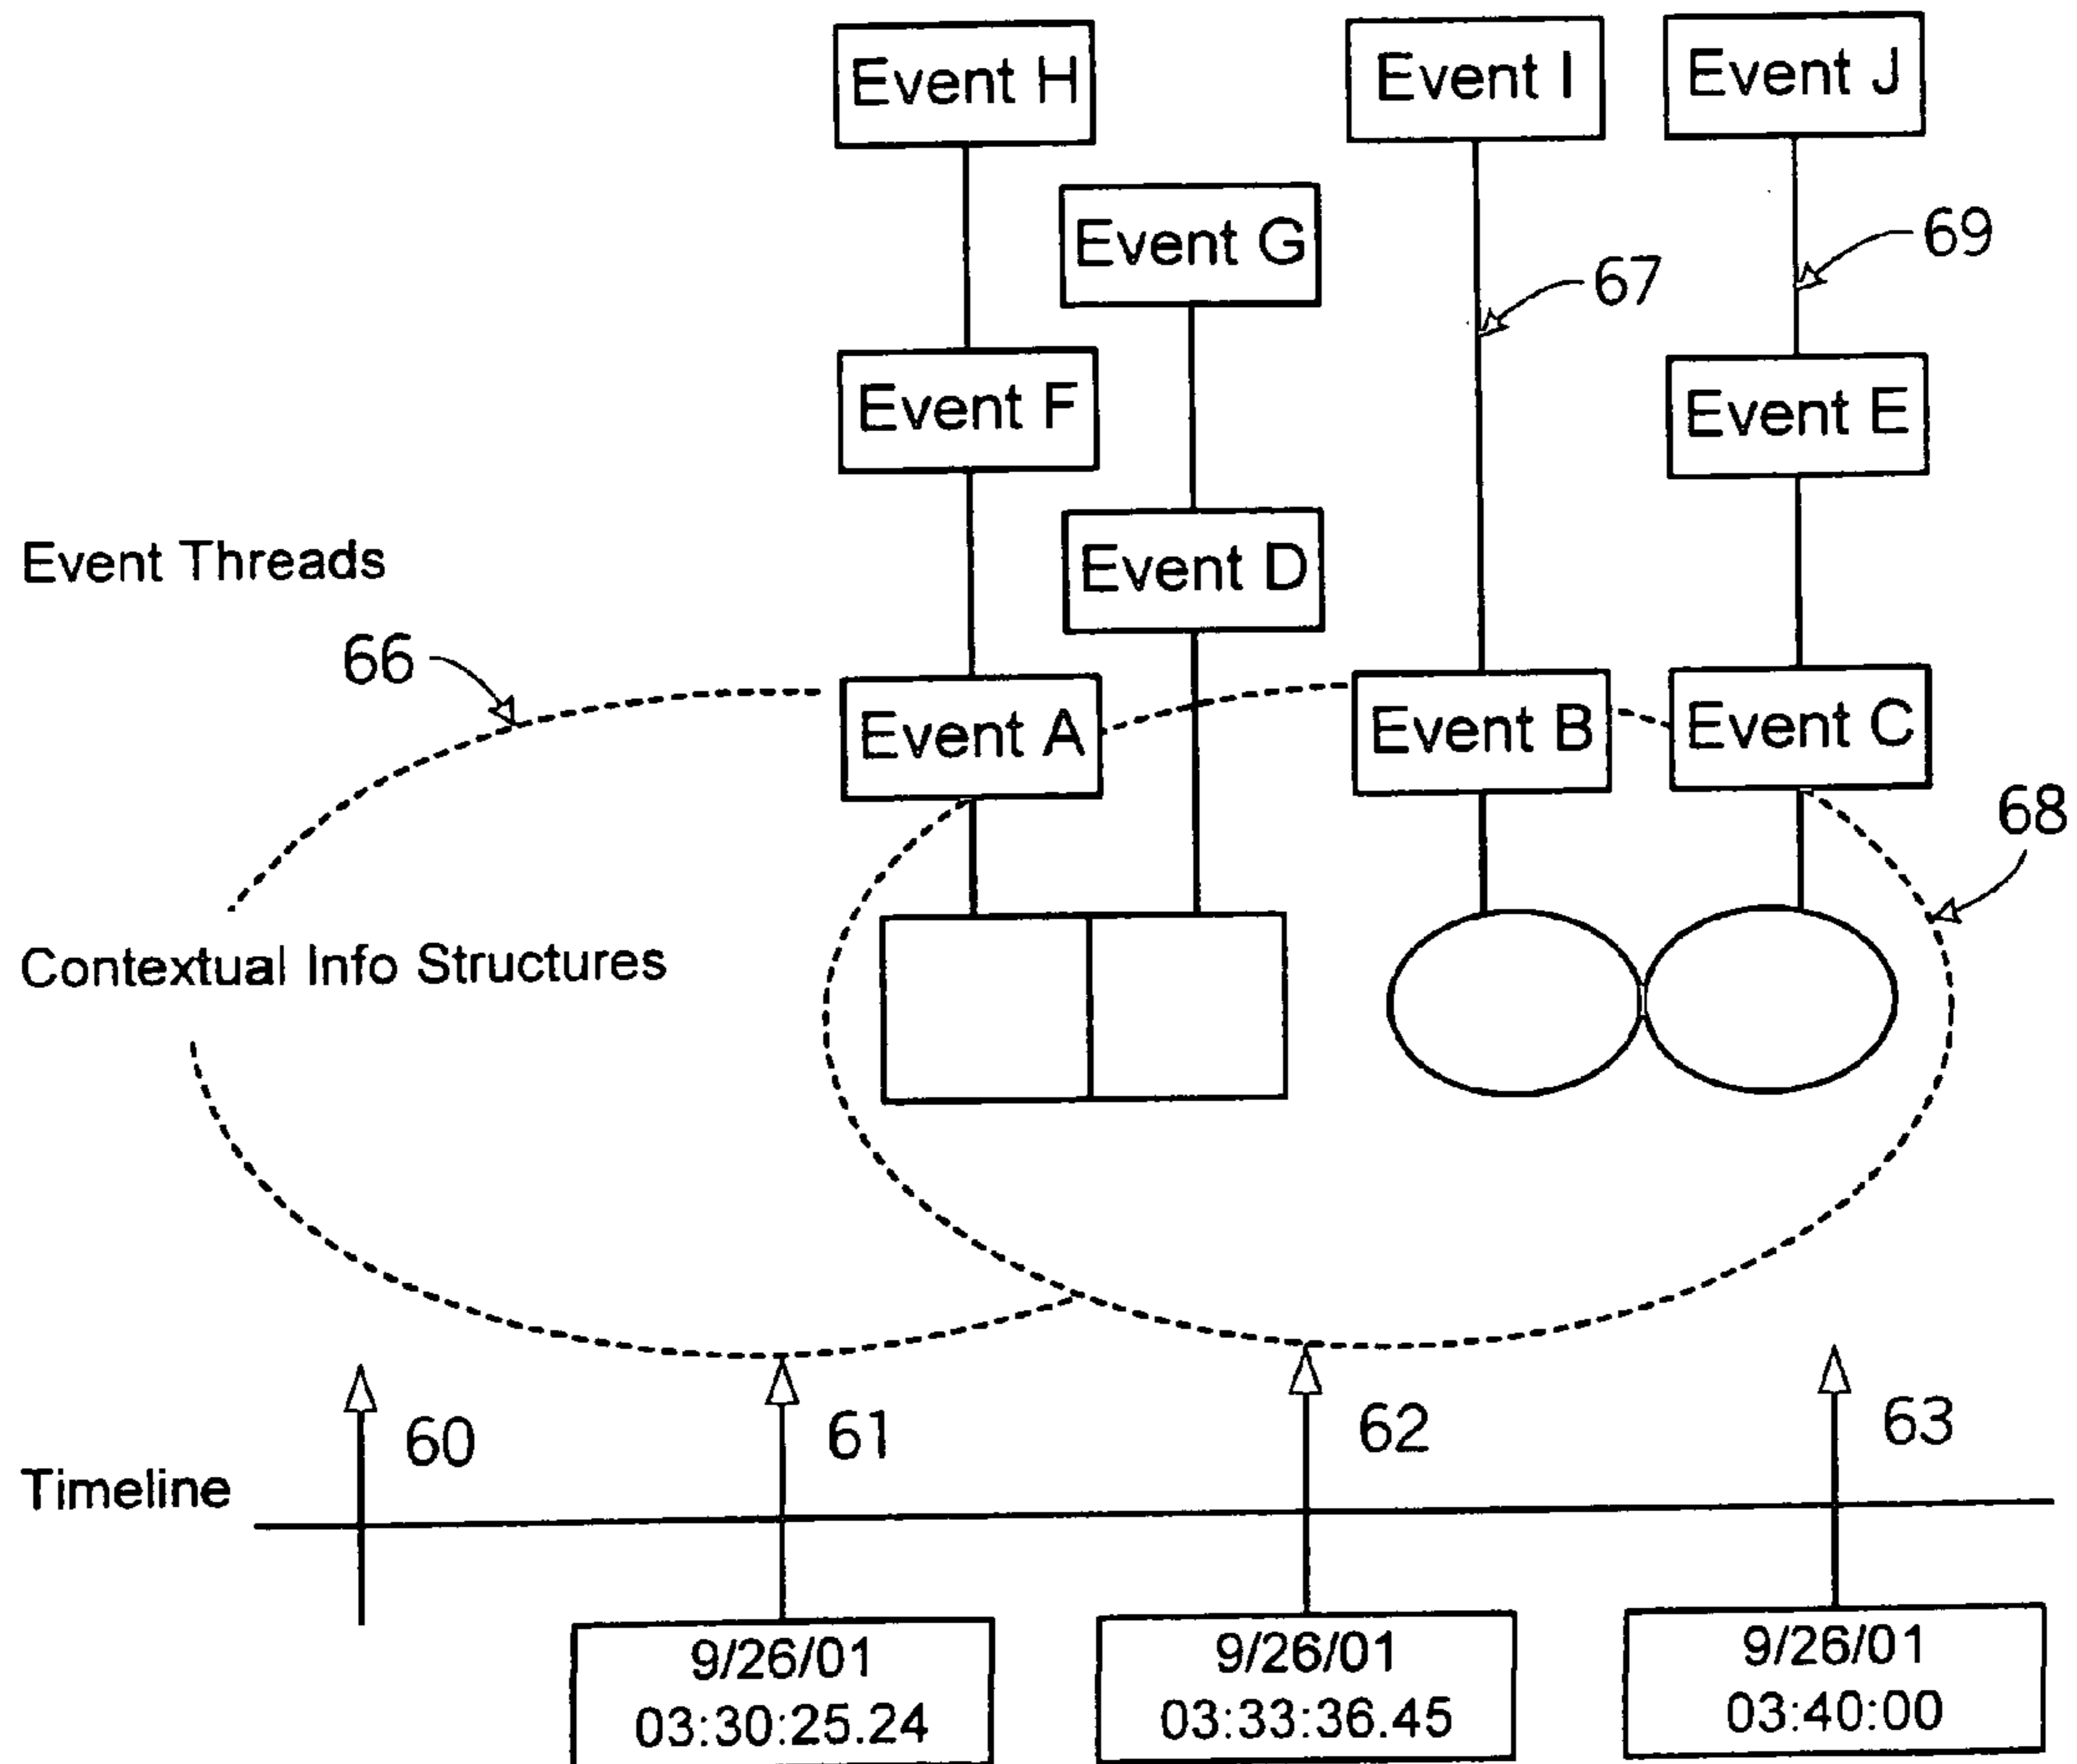 Event H
Event I
Event J
Event G
69
67
Event F
Event E
Event Threads
Event D
66
Event A
Event B
Event C
68
Contextual Info Structures
60
61
62
63
Timeline
9/26/01
03:30:25.24
9/26/01
03:33:36.45
9/26/01
03:40:00